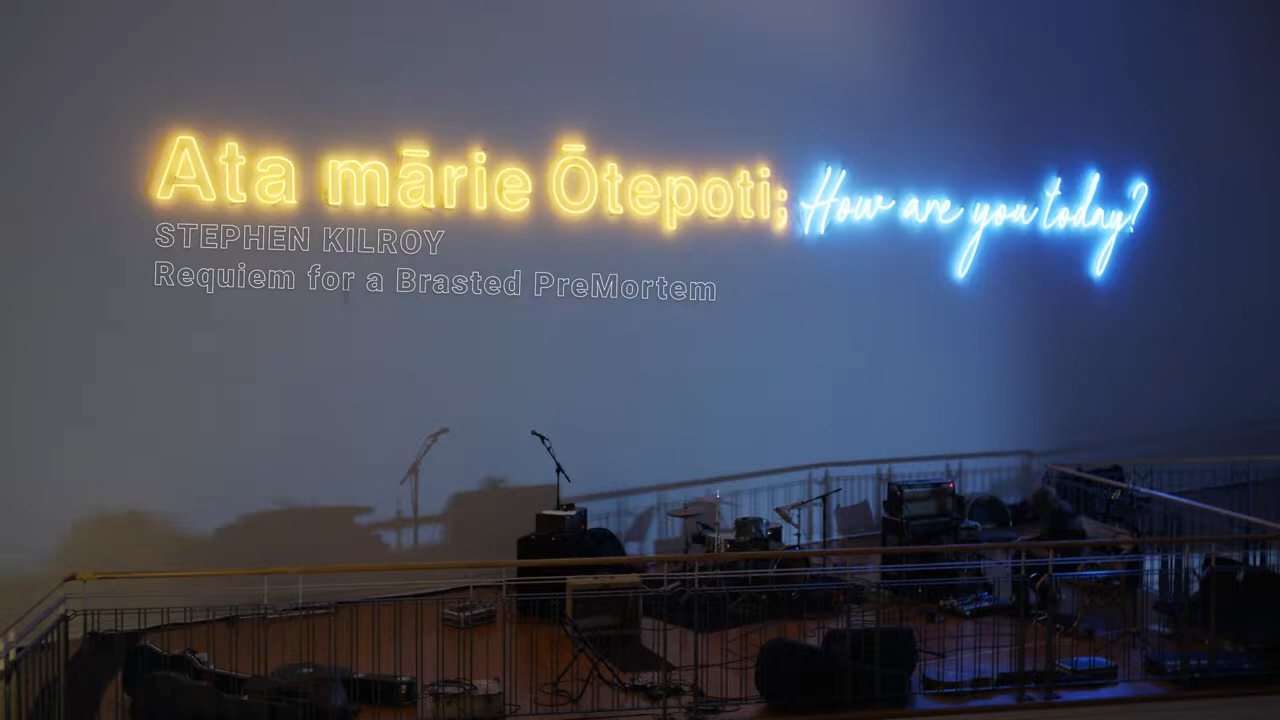 Ata mārie Ōtepoti; How are you today?
STEPHEN KILROY
Requiem for a Brasted PreMortem